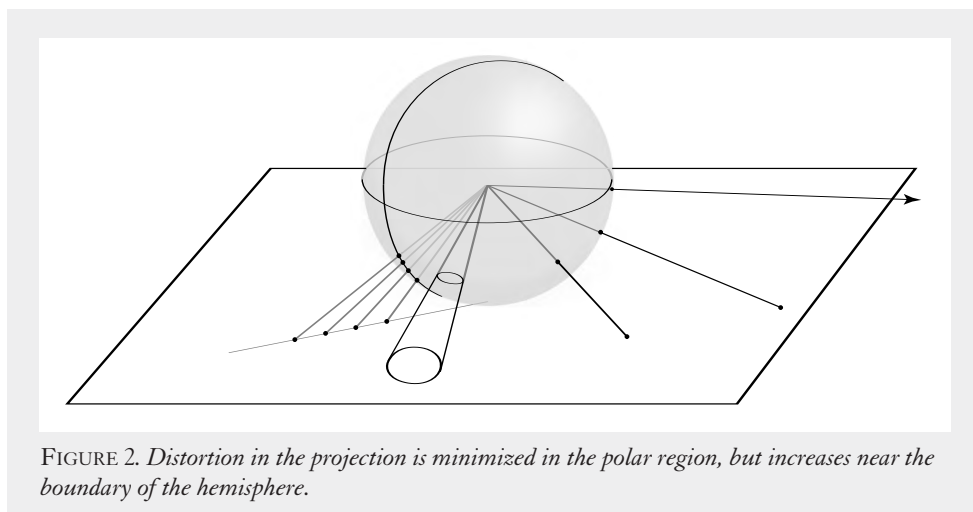 FIGURE 2. Distortion in the projection is minimized in the polar region, but increases near the
boundary of the hemisphere.